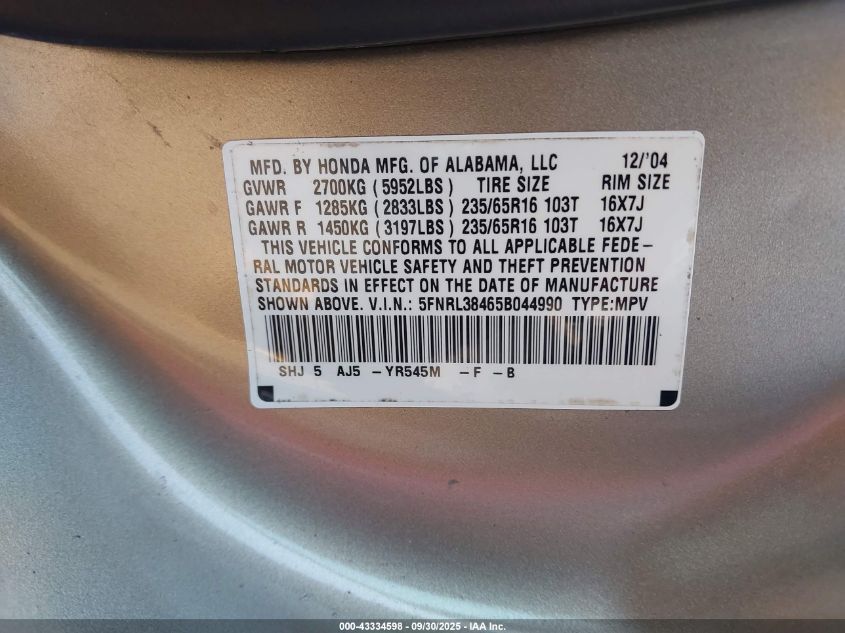 MFD. BY HONDA MFG. OF ALABAMA, LLC 12/'04
GVWR 2700KG (5952LBS) TIRE SIZE RIM SIZE
GAWR F 1285KG (2833LBS) 235/65R16 103T 16X7J
GAWR R 1450KG (3197LBS) 235/65R16 103T 16X7J
THIS VEHICLE CONFORMS TO ALL APPLICABLE FEDE-
RAL MOTOR VEHICLE SAFETY AND THEFT PREVENTION
STANDARDS IN EFFECT ON THE DATE OF MANUFACTURE
SHOWN ABOVE. V.I.N.: 5FNRL38465B044990 TYPE:MPV
SHJ 5 AJ5 -YR545M -F -B
000-43334598 - 09/30/2025 - IAA Inc.